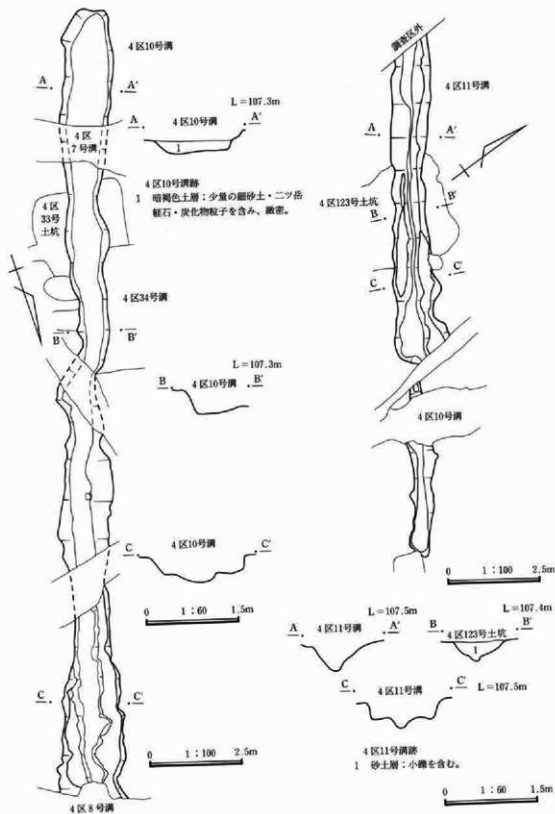 4区10号溝
A
A'
4区
7号溝
L=107.3m
4区10号溝
A
A'
1
4区10号溝跡
1 暗褐色土層：少量の細砂土・二ツ岳
軽石・炭化物粒子を含み、緻密。
4区
33号
土坑
4区34号溝
B
B'
L=107.3m
B
4区10号溝
B'
4区10号溝
C
C'
0 1：60 1.5m
C
C'
0 1：100 2.5m
4区8号溝
調査区外
4区11号溝
A
A'
4区123号土坑
B
B'
C
C'
4区10号溝
0 1：100 2.5m
L=107.5m
A
4区11号溝
A'
L=107.4m
B
B'
4区123号土坑
1
C
C'
4区11号溝
L=107.5m
4区11号溝跡
1 砂土層：小礫を含む。
0 1：60 1.5m